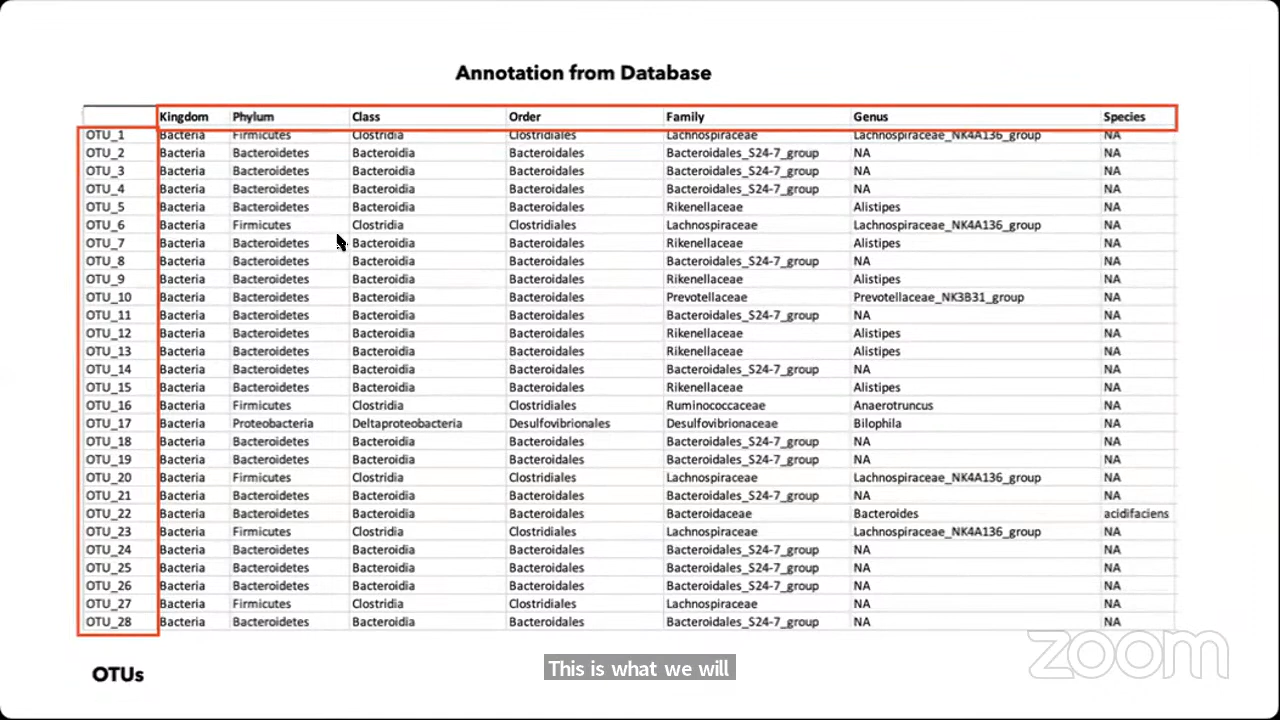 Annotation from Database
Kingdom Phylum Class Order Family Genus Species
OTU_1 Bacteria Firmicutes Clostridia Clostridiales Lachnospiraceae Lachnospiraceae_NK4A136_group NA
OTU_2 Bacteria Bacteroidetes Bacteroidia Bacteroidales Bacteroidales_S24-7_group NA NA
OTU_3 Bacteria Bacteroidetes Bacteroidia Bacteroidales Bacteroidales_S24-7_group NA NA
OTU_4 Bacteria Bacteroidetes Bacteroidia Bacteroidales Bacteroidales_S24-7_group NA NA
OTU_5 Bacteria Bacteroidetes Bacteroidia Bacteroidales Rikenellaceae Alistipes NA
OTU_6 Bacteria Firmicutes Clostridia Clostridiales Lachnospiraceae Lachnospiraceae_NK4A136_group NA
OTU_7 Bacteria Bacteroidetes Bacteroidia Bacteroidales Rikenellaceae Alistipes NA
OTU_8 Bacteria Bacteroidetes Bacteroidia Bacteroidales Bacteroidales_S24-7_group NA NA
OTU_9 Bacteria Bacteroidetes Bacteroidia Bacteroidales Rikenellaceae Alistipes NA
OTU_10 Bacteria Bacteroidetes Bacteroidia Bacteroidales Prevotellaceae Prevotellaceae_NK3B31_group NA
OTU_11 Bacteria Bacteroidetes Bacteroidia Bacteroidales Bacteroidales_S24-7_group NA NA
OTU_12 Bacteria Bacteroidetes Bacteroidia Bacteroidales Rikenellaceae Alistipes NA
OTU_13 Bacteria Bacteroidetes Bacteroidia Bacteroidales Rikenellaceae Alistipes NA
OTU_14 Bacteria Bacteroidetes Bacteroidia Bacteroidales Bacteroidales_S24-7_group NA NA
OTU_15 Bacteria Bacteroidetes Bacteroidia Bacteroidales Rikenellaceae Alistipes NA
OTU_16 Bacteria Firmicutes Clostridia Clostridiales Ruminococcaceae Anaerotruncus NA
OTU_17 Bacteria Proteobacteria Deltaproteobacteria Desulfovibrionales Desulfovibrionaceae Bilophila NA
OTU_18 Bacteria Bacteroidetes Bacteroidia Bacteroidales Bacteroidales_S24-7_group NA NA
OTU_19 Bacteria Bacteroidetes Bacteroidia Bacteroidales Bacteroidales_S24-7_group NA NA
OTU_20 Bacteria Firmicutes Clostridia Clostridiales Lachnospiraceae Lachnospiraceae_NK4A136_group NA
OTU_21 Bacteria Bacteroidetes Bacteroidia Bacteroidales Bacteroidales_S24-7_group NA NA
OTU_22 Bacteria Bacteroidetes Bacteroidia Bacteroidales Bacteroidaceae Bacteroides acidifaciens
OTU_23 Bacteria Firmicutes Clostridia Clostridiales Lachnospiraceae Lachnospiraceae_NK4A136_group NA
OTU_24 Bacteria Bacteroidetes Bacteroidia Bacteroidales Bacteroidales_S24-7_group NA NA
OTU_25 Bacteria Bacteroidetes Bacteroidia Bacteroidales Bacteroidales_S24-7_group NA NA
OTU_26 Bacteria Bacteroidetes Bacteroidia Bacteroidales Bacteroidales_S24-7_group NA NA
OTU_27 Bacteria Firmicutes Clostridia Clostridiales Lachnospiraceae NA NA
OTU_28 Bacteria Bacteroidetes Bacteroidia Bacteroidales Bacteroidales_S24-7_group NA NA
OTUs
This is what we will
zoom